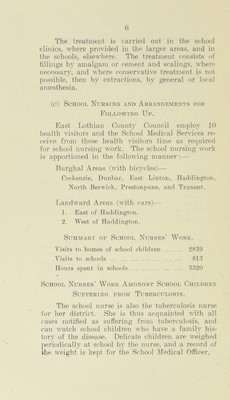 6
The treatment is carried out in the school
clinics, where provided in the larger areas, and in
the schools, elsewhere. The treatment consists of
fillings by amalgam or cement and scalings, where
necessary, and where conservative treatment is not
possible, then by extractions, by general or local
anæsthesia.
(c) School Nursing and Arrangements for
Following Up.
East Lothian County Council employ 10
health visitors and the School Medical Services re-
ceive from these health visitors time as required
for school nursing work. The school nursing work
is apportioned in the following manner:—
Burghal Areas (with bicycles)—
Cockenzie, Dunbar, East Linton, Haddington,
North Berwick, Prestonpans, and Tranent.
Landward Areas (with cars)—
1. East of Haddington.
2. West of Haddington.
Summary of School Nurses' Work.
Visits to homes of school children ... 2839
Visits to schools ... 813
Hours spent in schools ... 3320
School Nurses' Work Amongst School Children
Suffering from Tuberculosis.
The school nurse is also the tuberculosis nurse
for her district. She is thus acquainted with all
cases notified as suffering from tuberculosis, and
can watch school children who have a family his-
tory of the disease. Delicate children are weighed
periodically at school by the nurse, and a record of
the weight is kept for the School Medical Officer,